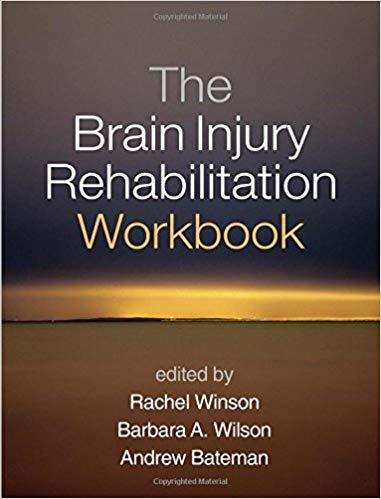 Copyrighted Material
The
Brain Injury
Rehabilitation
Workbook
edited by
Rachel Winson
Barbara A. Wilson
Andrew Bateman
Copyrighted Material